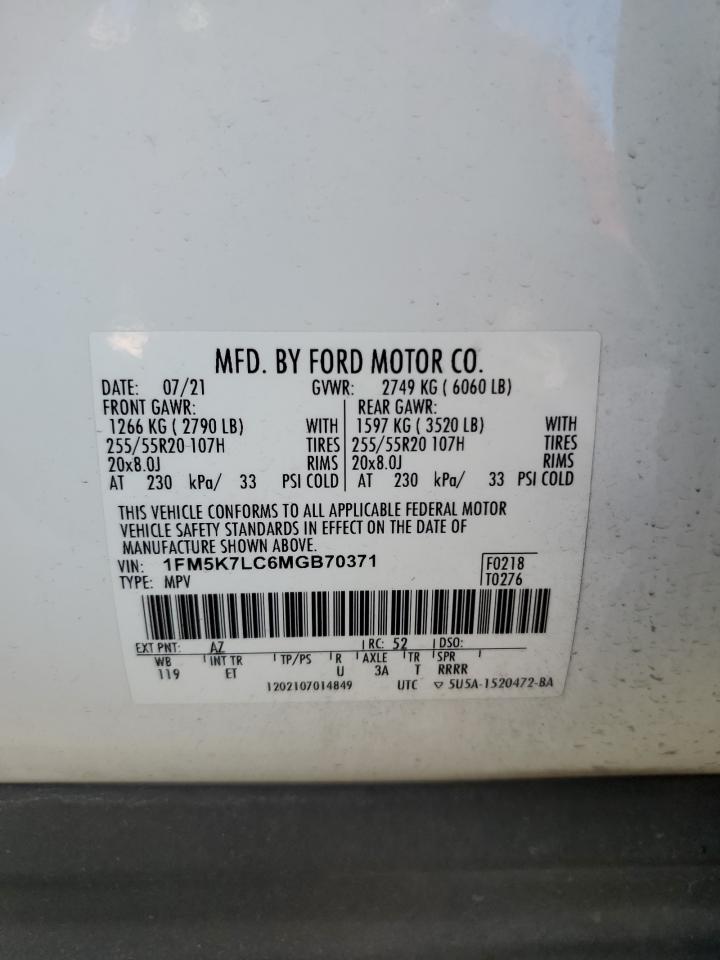 MFD. BY FORD MOTOR CO.
DATE: 07/21 GVWR: 2749 KG ( 6060 LB)
FRONT GAWR: REAR GAWR:
1266 KG ( 2790 LB) WITH 1597 KG ( 3520 LB) WITH
255/55R20 107H TIRES 255/55R20 107H TIRES
20x8.0J RIMS 20x8.0J RIMS
AT 230 kPa/ 33 PSI COLD AT 230 kPa/ 33 PSI COLD
THIS VEHICLE CONFORMS TO ALL APPLICABLE FEDERAL MOTOR
VEHICLE SAFETY STANDARDS IN EFFECT ON THE DATE OF
MANUFACTURE SHOWN ABOVE.
VIN: 1FM5K7LC6MGB70371 F0218
TYPE: MPV T0276
EXT PNT: AZ RC: 52 DSO:
WB INT TR TP/PS R AXLE TR SPR
119 ET U 3A T RRRR
1202107014849 UTC ▽ 5U5A-1520472-BA